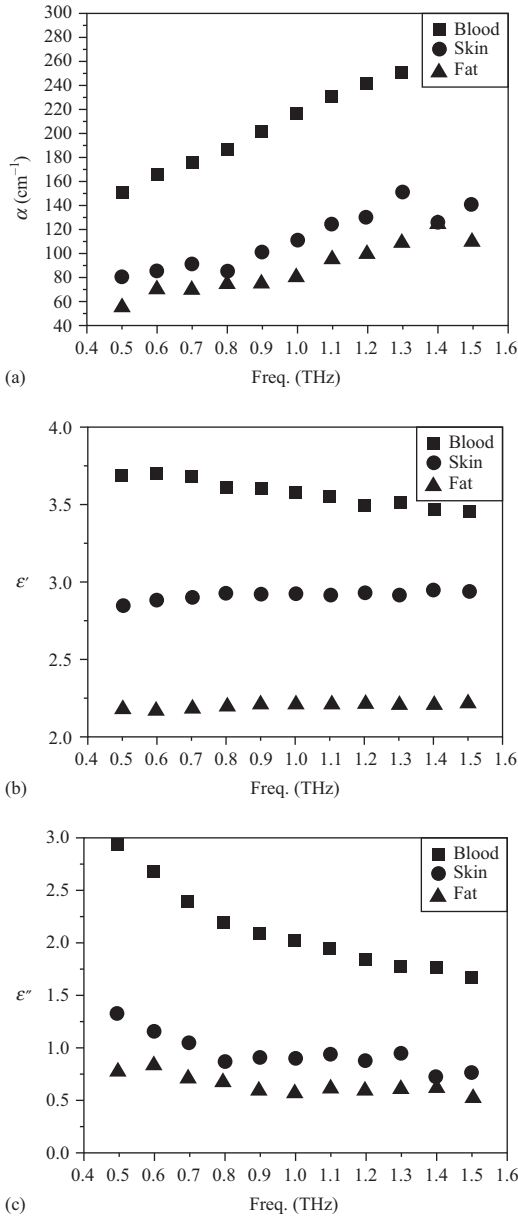 300
280
260
240
220
200
180
160
140
120
100
80
60
40
α (cm⁻¹)
Blood
Skin
Fat
0.4 0.5 0.6 0.7 0.8 0.9 1.0 1.1 1.2 1.3 1.4 1.5 1.6
(a)
Freq. (THz)
4.0
3.5
3.0
2.5
2.0
ε′
Blood
Skin
Fat
0.4 0.5 0.6 0.7 0.8 0.9 1.0 1.1 1.2 1.3 1.4 1.5 1.6
(b)
Freq. (THz)
3.0
2.5
2.0
1.5
1.0
0.5
0.0
ε″
Blood
Skin
Fat
0.4 0.5 0.6 0.7 0.8 0.9 1.0 1.1 1.2 1.3 1.4 1.5 1.6
(c)
Freq. (THz)